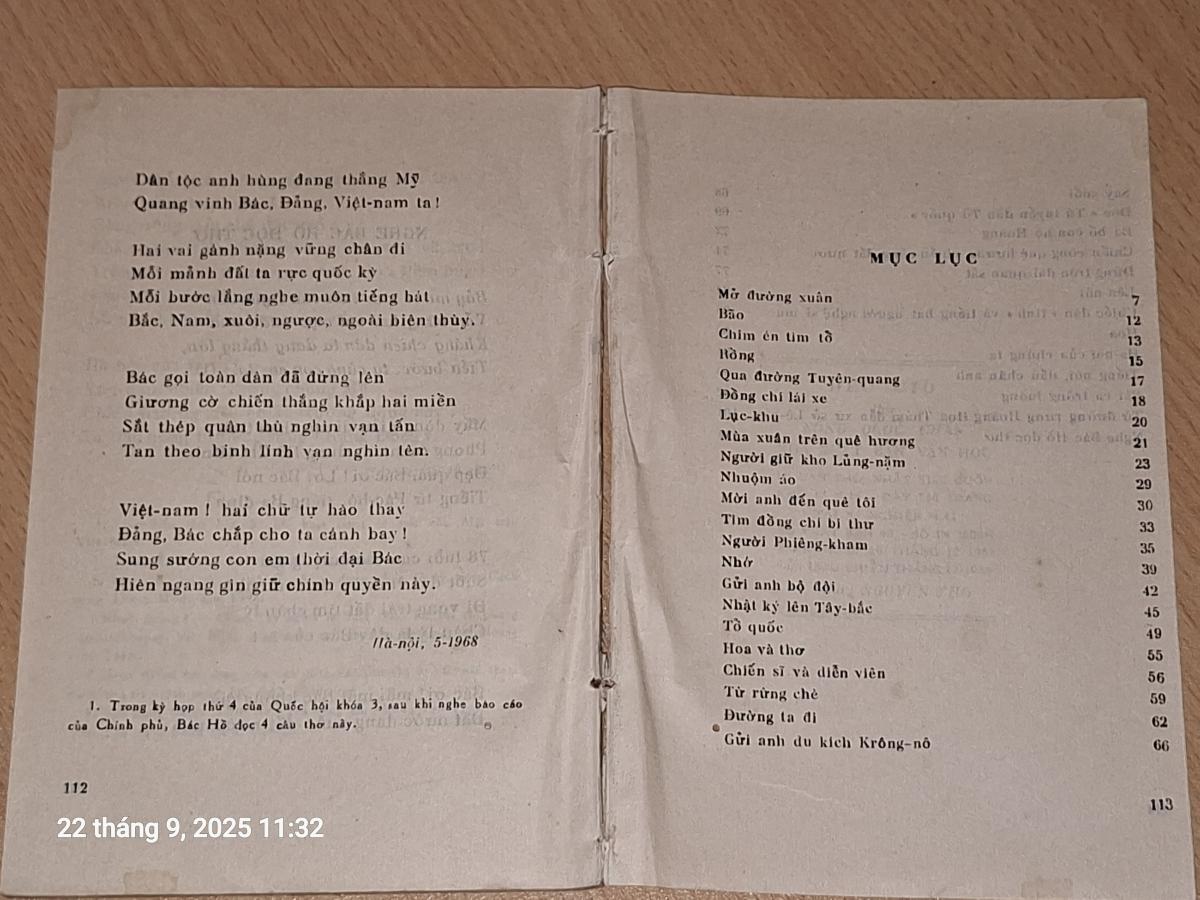 Dân tộc anh hùng đang thắng Mỹ
Quang vinh Bác, Đảng, Việt-nam ta !
Hai vai gánh nặng vững chân đi
Mỗi mảnh đất ta rực quốc kỳ
Mỗi bước lắng nghe muôn tiếng hát
Bắc, Nam, xuôi, ngược, ngoài biên thùy.
Bác gọi toàn dân đã đứng lên
Giương cờ chiến thắng khắp hai miền
Sắt thép quân thù nghìn vạn tấn
Tan theo binh lính vạn nghìn tên.
Việt-nam ! hai chữ tự hào thay
Đảng, Bác chắp cho ta cánh bay !
Sung sướng con em thời đại Bác
Hiên ngang gìn giữ chính quyền này.
Hà-nội, 5-1968
1. Trong kỳ họp thứ 4 của Quốc hội khóa 3, sau khi nghe báo cáo
của Chính phủ, Bác Hồ đọc 4 câu thơ này.
112
22 tháng 9, 2025 11:32
MỤC LỤC
Mở đường xuân 7
Bão 12
Chim én tìm tổ 13
Rồng 15
Qua đường Tuyên-quang 17
Đồng chí lái xe 18
Lục-khu 20
Mùa xuân trên quê hương 21
Người giữ kho Lủng-nặm 23
Nhuộm áo 29
Mời anh đến quê tôi 30
Tìm đồng chí bí thư 33
Người Phiêng-kham 35
Nhớ 39
Gửi anh bộ đội 42
Nhật ký lên Tây-bắc 45
Tổ quốc 49
Hoa và thơ 55
Chiến sĩ và diễn viên 56
Từ rừng chè 59
Đường ta đi 62
Gửi anh du kích Krông-nô 66
113